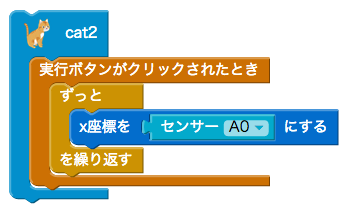 cat2
実行ボタンがクリックされたとき
ずっと
x座標を センサー A0 にする
を繰り返す